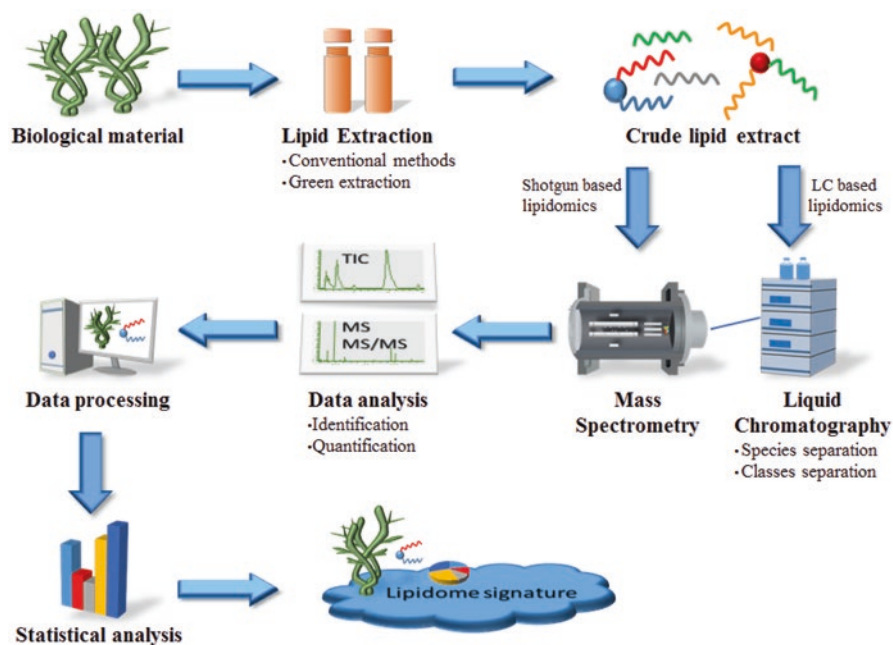 Biological material
Lipid Extraction
·Conventional methods
·Green extraction
Crude lipid extract
Shotgun based
lipidomics
LC based
lipidomics
TIC
MS
MS/MS
Data processing
Data analysis
·Identification
·Quantification
Mass
Spectrometry
Liquid
Chromatography
·Species separation
·Classes separation
Statistical analysis
Lipidome signature